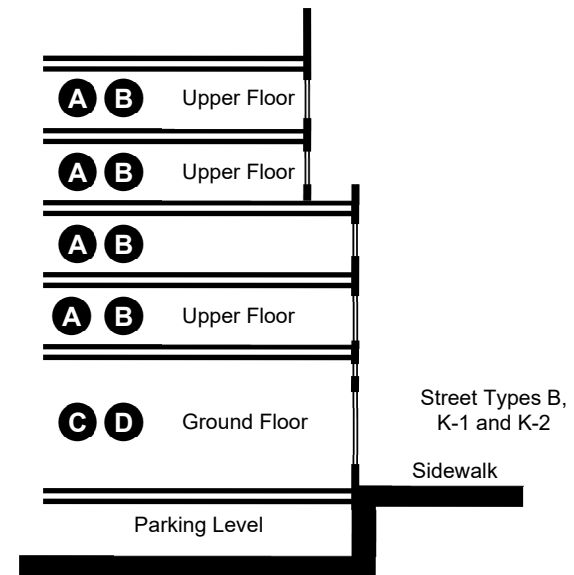 A B Upper Floor
A B Upper Floor
A B
A B Upper Floor
C D Ground Floor
Street Types B,
K-1 and K-2
Sidewalk
Parking Level